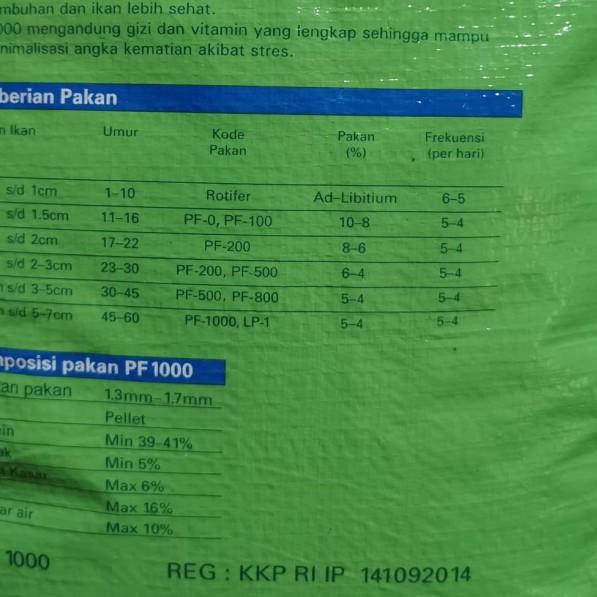 mbuhan dan ikan lebih sehat.
000 mengandung gizi dan vitamin yang lengkap sehingga mampu
nimalisasi angka kematian akibat stres.
berian Pakan
n Ikan Umur Kode Pakan Pakan (%) Frekuensi (per hari)
s/d 1cm 1–10 Rotifer Ad–Libitium 6–5
s/d 1.5cm 11–16 PF-0, PF-100 10–8 5–4
s/d 2cm 17–22 PF-200 8–6 5–4
s/d 2–3cm 23–30 PF-200, PF-500 6–4 5–4
s/d 3–5cm 30–45 PF-500, PF-800 5–4 5–4
s/d 5–7cm 45–60 PF-1000, LP-1 5–4 5–4
mposisi pakan PF1000
an pakan 1.3mm–1.7mm
Pellet
in Min 39–41%
ak Min 5%
Kasar Max 6%
Max 16%
ar air Max 10%
1000
REG : KKP RI IP 141092014